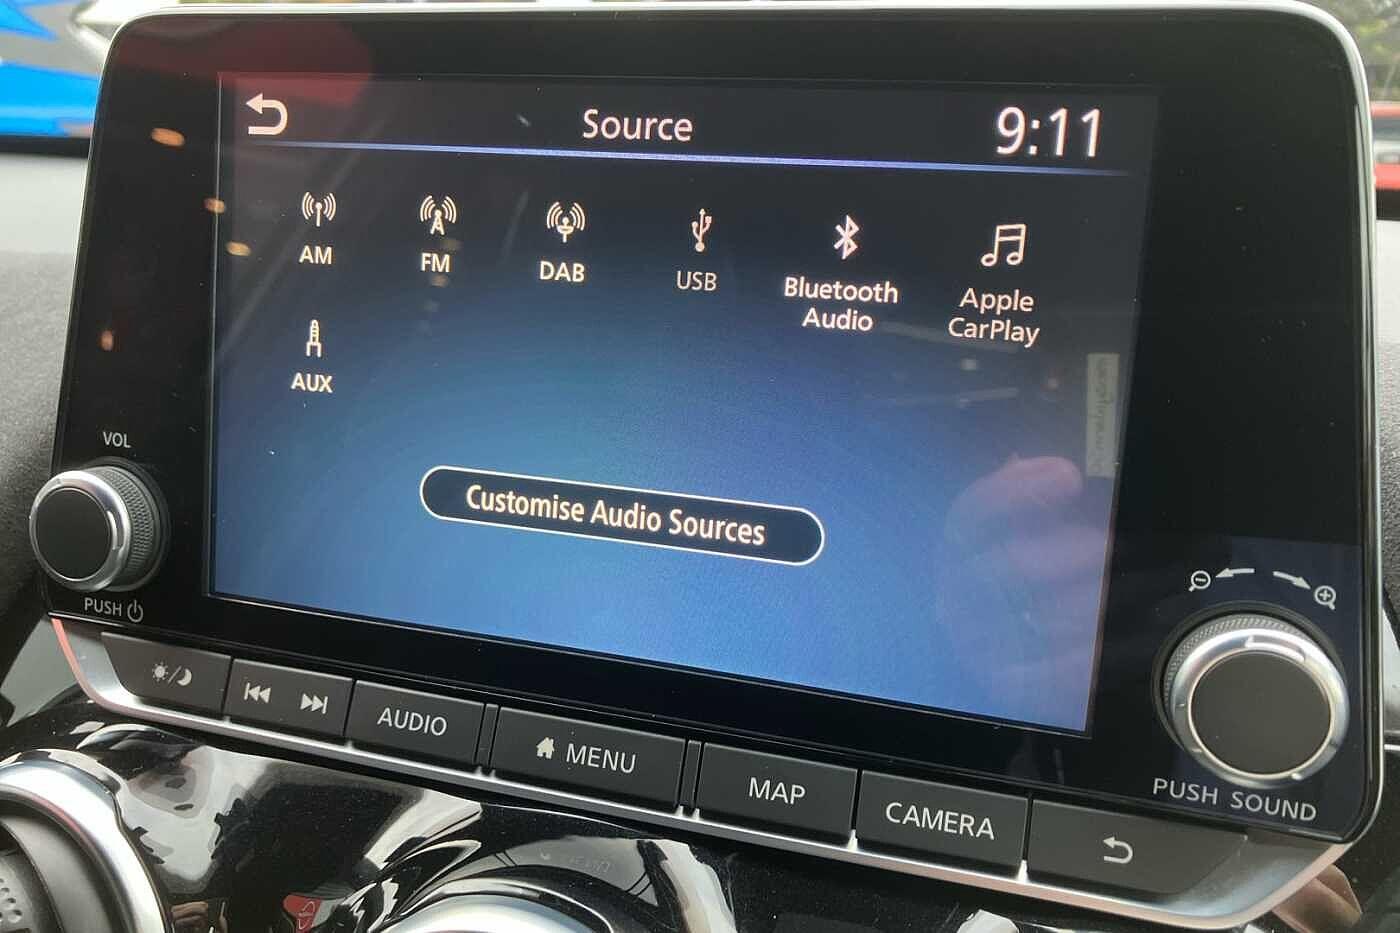 Source
9:11
AM
FM
DAB
USB
Bluetooth
Audio
Apple
CarPlay
AUX
Customise Audio Sources
VOL
PUSH
AUDIO
MENU
MAP
CAMERA
PUSH SOUND